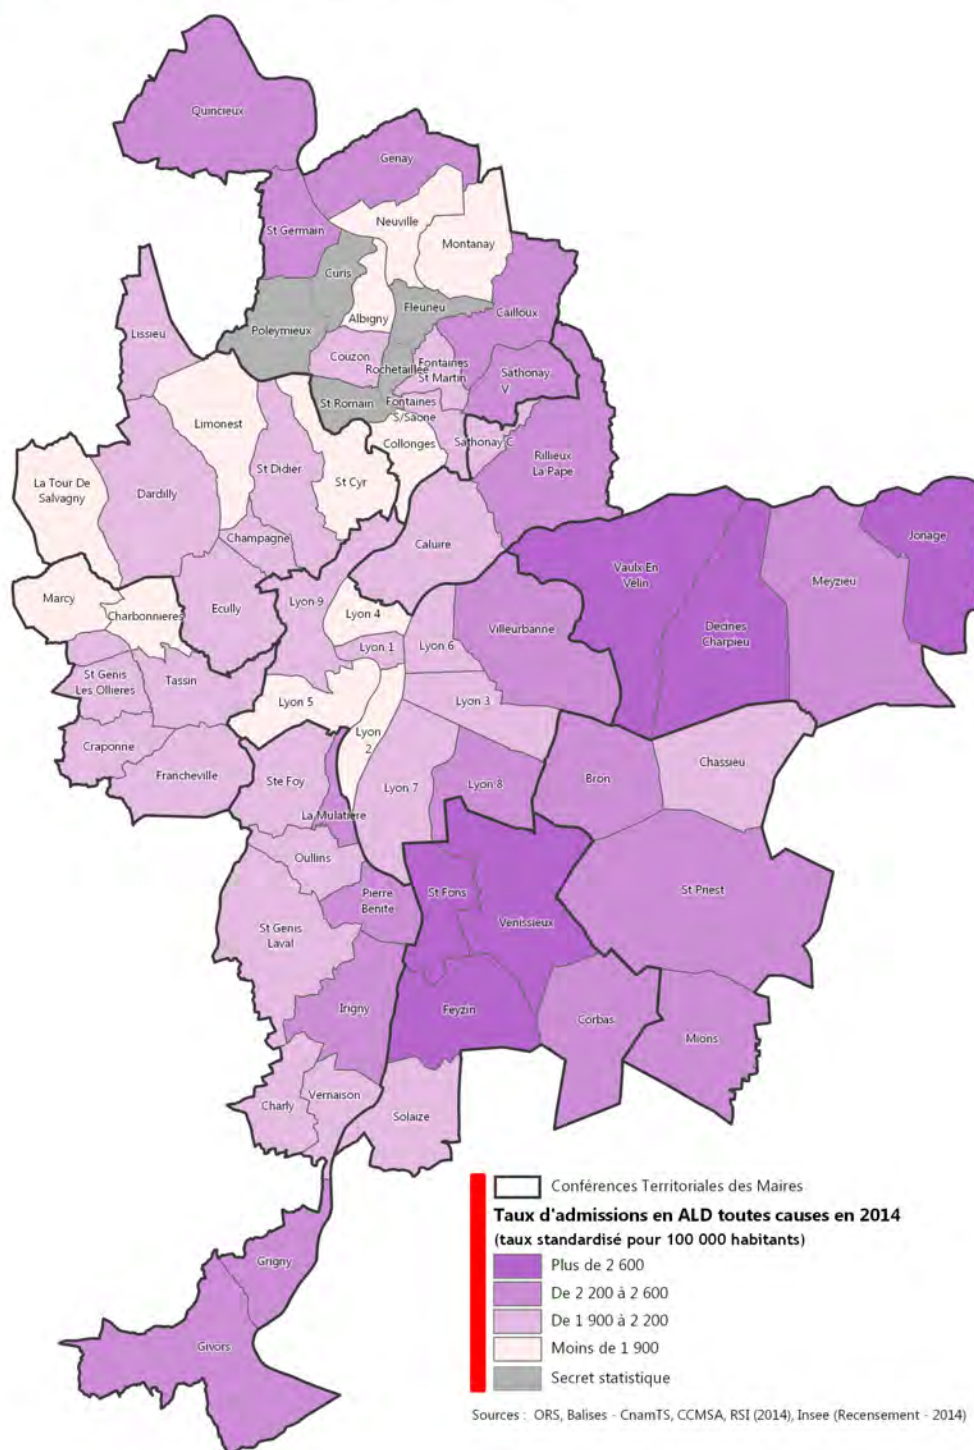 Quincieux
Genay
Neuville
St Germain
Montanay
Curis
Fleurieu
Cailloux
Albigny
Poleymieux
Lissieu
Couzon
Rochetaillée
Fontaines
St Martin
Sathonay
V
St Romain
Fontaines
S/Saone
Limonest
Collonges
Sathonay C
Rillieux
La Pape
St Didier
St Cyr
La Tour De
Salvagny
Dardilly
Champagne
Caluire
Jonage
Vaulx En
Velin
Meyzieu
Marcy
Charbonnieres
Ecully
Lyon 9
Lyon 4
Villeurbanne
Decines
Charpieu
Lyon 1
Lyon 6
St Genis
Les Ollieres
Tassin
Lyon 5
Lyon 3
Lyon
2
Craponne
Francheville
Ste Foy
Lyon 7
Lyon 8
Bron
Chassieu
La Mulatiere
Oullins
Pierre
Benite
St Fons
St Priest
St Genis
Laval
Venissieux
Irigny
Feyzin
Corbas
Mions
Charly
Vernaison
Solaize
Grigny
Givors
Conférences Territoriales des Maires
Taux d'admissions en ALD toutes causes en 2014
(taux standardisé pour 100 000 habitants)
Plus de 2 600
De 2 200 à 2 600
De 1 900 à 2 200
Moins de 1 900
Secret statistique
Sources : ORS, Balises - CnamTS, CCMSA, RSI (2014), Insee (Recensement - 2014)